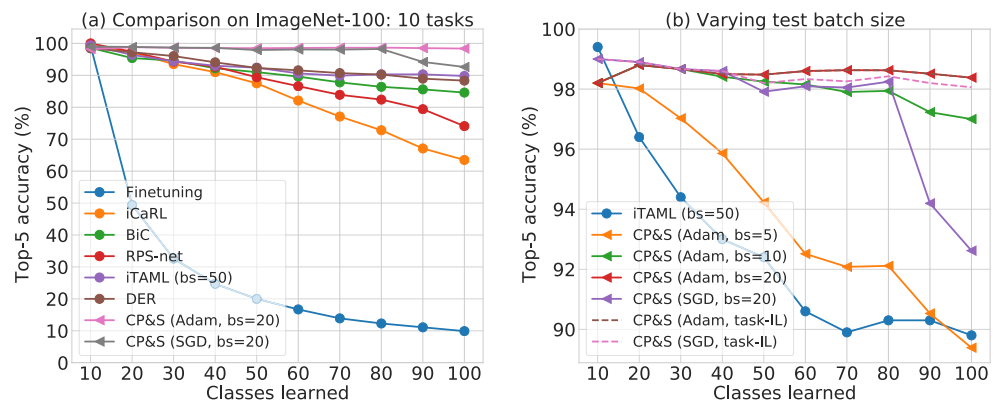 (a) Comparison on ImageNet-100: 10 tasks
Top-5 accuracy (%)
100
90
80
70
60
50
40
30
20
10
0
Finetuning
iCaRL
BiC
RPS-net
iTAML (bs=50)
DER
CP&S (Adam, bs=20)
CP&S (SGD, bs=20)
10 20 30 40 50 60 70 80 90 100
Classes learned
(b) Varying test batch size
Top-5 accuracy (%)
98
96
94
92
90
iTAML (bs=50)
CP&S (Adam, bs=5)
CP&S (Adam, bs=10)
CP&S (Adam, bs=20)
CP&S (SGD, bs=20)
CP&S (Adam, task-IL)
CP&S (SGD, task-IL)
10 20 30 40 50 60 70 80 90 100
Classes learned